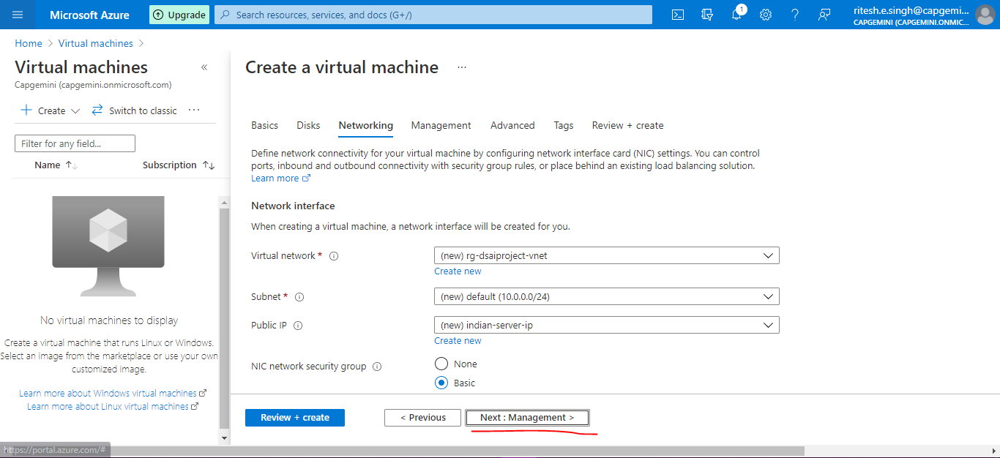 Microsoft Azure
Upgrade
Search resources, services, and docs (G+/)
1
ritesh.e.singh@capgemi...
CAPGEMINI (CAPGEMINI.ONMIC...
Home > Virtual machines >
Virtual machines
«
Capgemini (capgemini.onmicrosoft.com)
+ Create
Switch to classic
...
Filter for any field...
Name ↑↓
Subscription ↑↓
No virtual machines to display
Create a virtual machine that runs Linux or Windows.
Select an image from the marketplace or use your own
customized image.
Learn more about Windows virtual machines
Learn more about Linux virtual machines
https://portal.azure.com/#
Create a virtual machine ...
Basics Disks Networking Management Advanced Tags Review + create
Define network connectivity for your virtual machine by configuring network interface card (NIC) settings. You can control
ports, inbound and outbound connectivity with security group rules, or place behind an existing load balancing solution.
Learn more
Network interface
When creating a virtual machine, a network interface will be created for you.
Virtual network *
(new) rg-dsaiproject-vnet
Create new
Subnet *
(new) default (10.0.0.0/24)
Public IP
(new) indian-server-ip
Create new
NIC network security group
None
Basic
Review + create
< Previous
Next : Management >